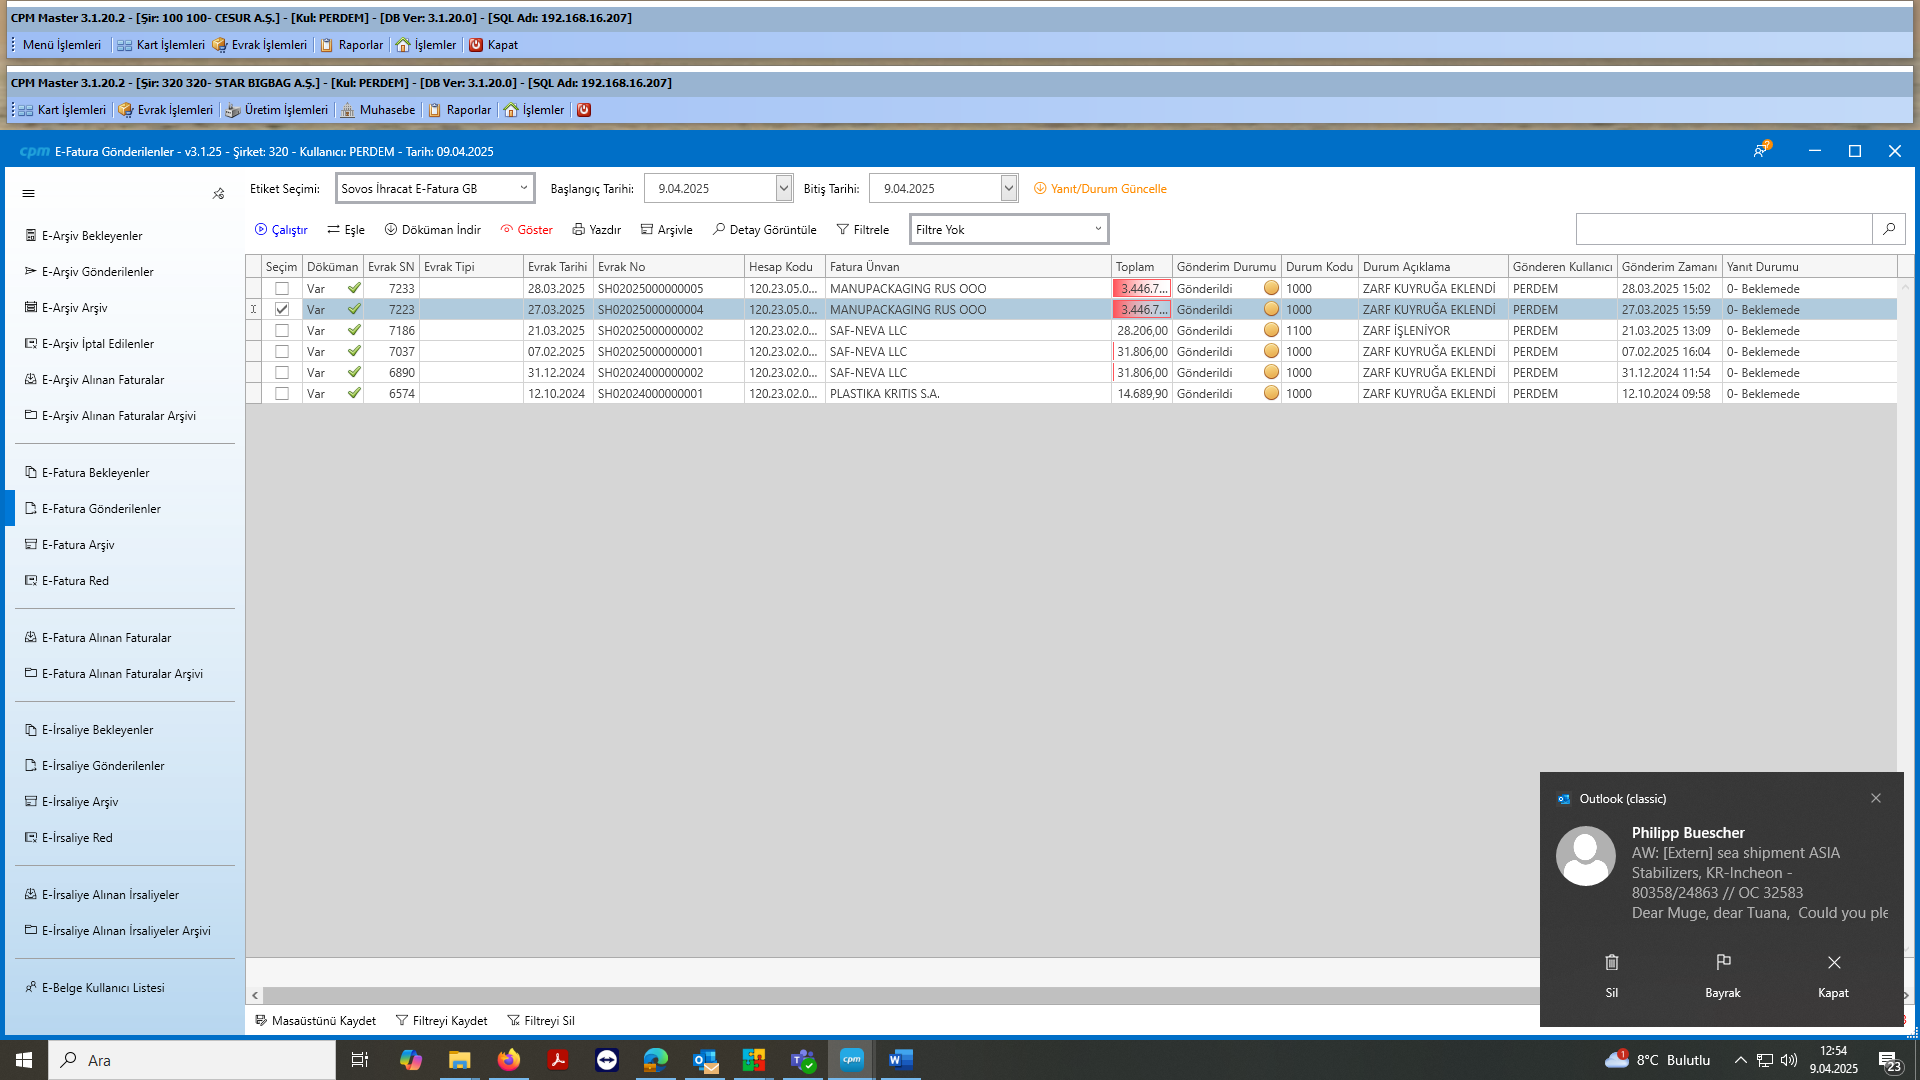 CPM Master 3.1.20.2 - [Şir: 100 100- CESUR A.Ş.] - [Kul: PERDEM] - [DB Ver: 3.1.20.0] - [SQL Adı: 192.168.16.207]
Menü İşlemleri Kart İşlemleri Evrak İşlemleri Raporlar İşlemler Kapat
CPM Master 3.1.20.2 - [Şir: 320 320- STAR BIGBAG A.Ş.] - [Kul: PERDEM] - [DB Ver: 3.1.20.0] - [SQL Adı: 192.168.16.207]
Kart İşlemleri Evrak İşlemleri Üretim İşlemleri Muhasebe Raporlar İşlemler
cpm E-Fatura Gönderilenler - v3.1.25 - Şirket: 320 - Kullanıcı: PERDEM - Tarih: 09.04.2025
Etiket Seçimi: Sovos İhracat E-Fatura GB Başlangıç Tarihi: 9.04.2025 Bitiş Tarihi: 9.04.2025 Yanıt/Durum Güncelle
Çalıştır Eşle Döküman İndir Göster Yazdır Arşivle Detay Görüntüle Filtrele Filtre Yok
E-Arşiv Bekleyenler
E-Arşiv Gönderilenler
E-Arşiv Arşiv
E-Arşiv İptal Edilenler
E-Arşiv Alınan Faturalar
E-Arşiv Alınan Faturalar Arşivi
E-Fatura Bekleyenler
E-Fatura Gönderilenler
E-Fatura Arşiv
E-Fatura Red
E-Fatura Alınan Faturalar
E-Fatura Alınan Faturalar Arşivi
E-İrsaliye Bekleyenler
E-İrsaliye Gönderilenler
E-İrsaliye Arşiv
E-İrsaliye Red
E-İrsaliye Alınan İrsaliyeler
E-İrsaliye Alınan İrsaliyeler Arşivi
E-Belge Kullanıcı Listesi
Seçim Döküman Evrak SN Evrak Tipi Evrak Tarihi Evrak No Hesap Kodu Fatura Ünvan Toplam Gönderim Durumu Durum Kodu Durum Açıklama Gönderen Kullanıcı Gönderim Zamanı Yanıt Durumu
Var 7233 28.03.2025 SH02025000000005 120.23.05.0... MANUPACKAGING RUS OOO 3.446.7... Gönderildi 1000 ZARF KUYRUĞA EKLENDİ PERDEM 28.03.2025 15:02 0- Beklemede
Var 7223 27.03.2025 SH02025000000004 120.23.05.0... MANUPACKAGING RUS OOO 3.446.7... Gönderildi 1000 ZARF KUYRUĞA EKLENDİ PERDEM 27.03.2025 15:59 0- Beklemede
Var 7186 21.03.2025 SH02025000000002 120.23.02.0... SAF-NEVA LLC 28.206,00 Gönderildi 1100 ZARF İŞLENİYOR PERDEM 21.03.2025 13:09 0- Beklemede
Var 7037 07.02.2025 SH02025000000001 120.23.02.0... SAF-NEVA LLC 31.806,00 Gönderildi 1000 ZARF KUYRUĞA EKLENDİ PERDEM 07.02.2025 16:04 0- Beklemede
Var 6890 31.12.2024 SH02024000000002 120.23.02.0... SAF-NEVA LLC 31.806,00 Gönderildi 1000 ZARF KUYRUĞA EKLENDİ PERDEM 31.12.2024 11:54 0- Beklemede
Var 6574 12.10.2024 SH02024000000001 120.23.02.0... PLASTIKA KRITIS S.A. 14.689,90 Gönderildi 1000 ZARF KUYRUĞA EKLENDİ PERDEM 12.10.2024 09:58 0- Beklemede
Outlook (classic)
Philipp Buescher
AW: [Extern] sea shipment ASIA
Stabilizers, KR-Incheon -
80358/24863 // OC 32583
Dear Muge, dear Tuana, Could you ple
Sil Bayrak Kapat
Masaüstünü Kaydet Filtreyi Kaydet Filtreyi Sil
Ara
cpm
1 8°C Bulutlu
12:54
9.04.2025
23